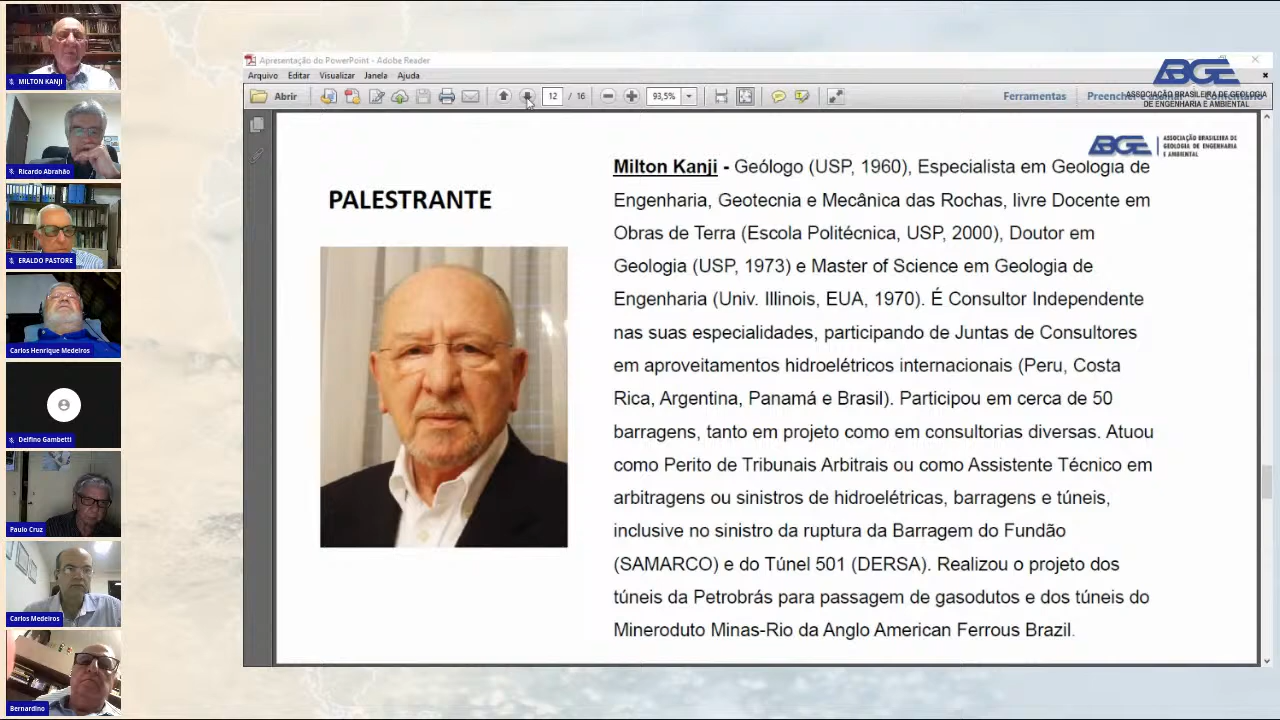 MILTON KANJI
Ricardo Abrahão
ERALDO PASTORE
Carlos Henrique Medeiros
Delfino Gambetti
Paulo Cruz
Carlos Medeiros
Bernardino
Apresentação do PowerPoint - Adobe Reader
Arquivo Editar Visualizar Janela Ajuda
Abrir
12 / 16
93,5%
Ferramentas
ABGE
ASSOCIAÇÃO BRASILEIRA DE GEOLOGIA
DE ENGENHARIA E AMBIENTAL
ABGE
ASSOCIAÇÃO BRASILEIRA DE
GEOLOGIA DE ENGENHARIA
E AMBIENTAL
PALESTRANTE
Milton Kanji - Geólogo (USP, 1960), Especialista em Geologia de
Engenharia, Geotecnia e Mecânica das Rochas, livre Docente em
Obras de Terra (Escola Politécnica, USP, 2000), Doutor em
Geologia (USP, 1973) e Master of Science em Geologia de
Engenharia (Univ. Illinois, EUA, 1970). É Consultor Independente
nas suas especialidades, participando de Juntas de Consultores
em aproveitamentos hidroelétricos internacionais (Peru, Costa
Rica, Argentina, Panamá e Brasil). Participou em cerca de 50
barragens, tanto em projeto como em consultorias diversas. Atuou
como Perito de Tribunais Arbitrais ou como Assistente Técnico em
arbitragens ou sinistros de hidroelétricas, barragens e túneis,
inclusive no sinistro da ruptura da Barragem do Fundão
(SAMARCO) e do Túnel 501 (DERSA). Realizou o projeto dos
túneis da Petrobrás para passagem de gasodutos e dos túneis do
Mineroduto Minas-Rio da Anglo American Ferrous Brazil.